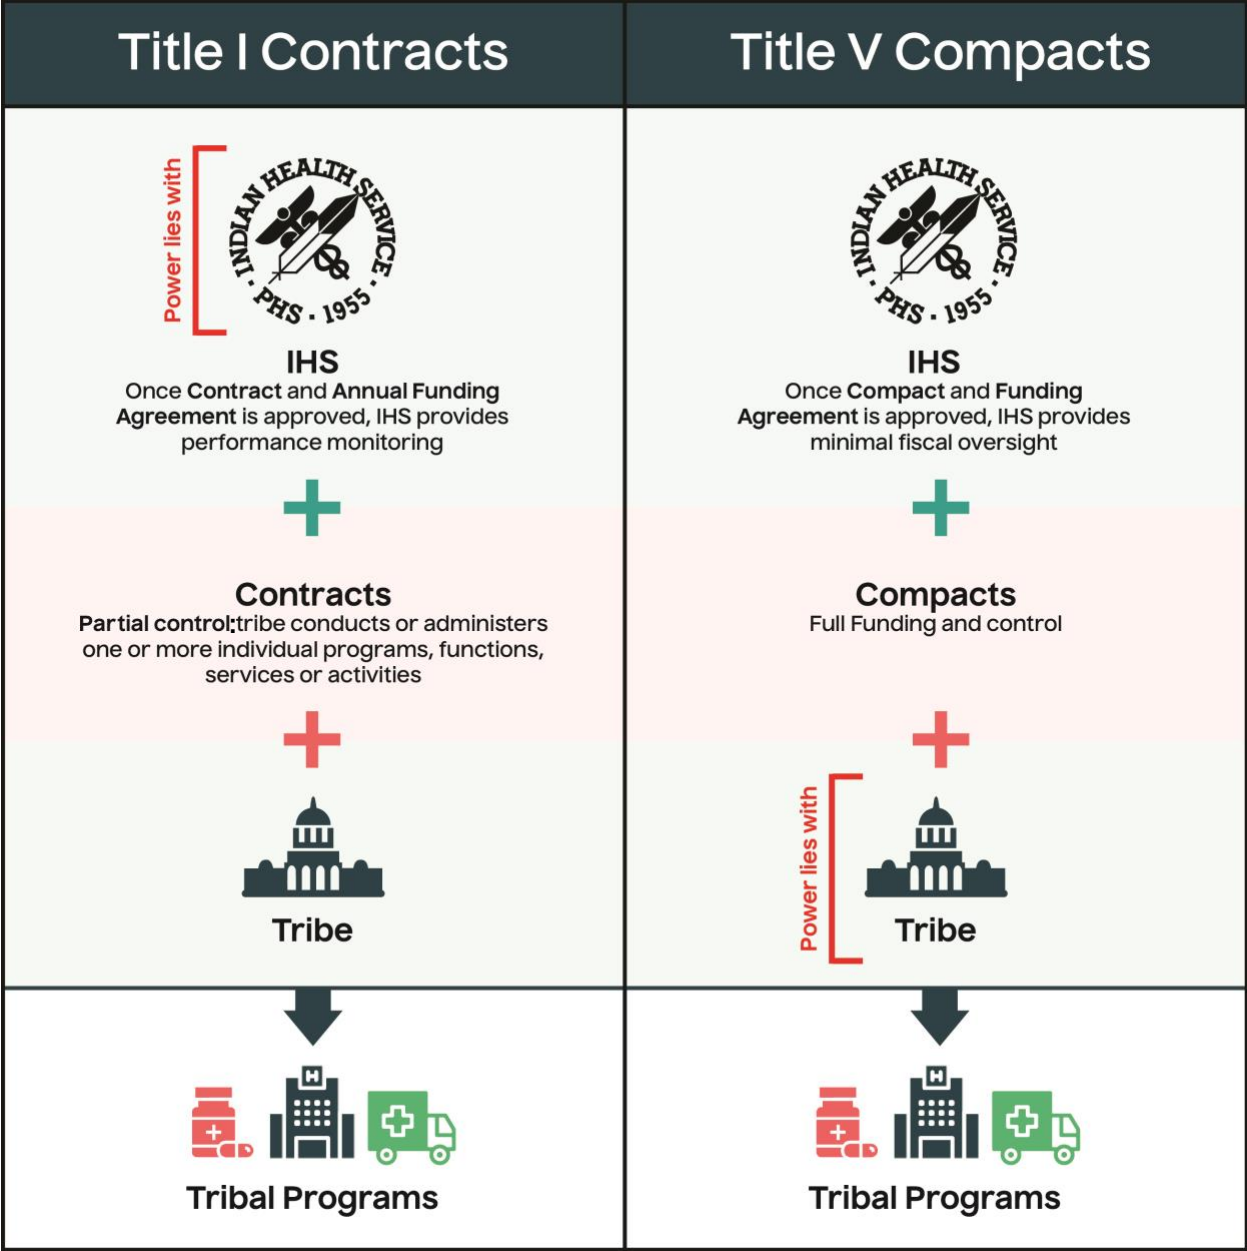 Title I Contracts
Power lies with
INDIAN HEALTH SERVICE
· PHS · 1955 ·
IHS
Once Contract and Annual Funding
Agreement is approved, IHS provides
performance monitoring
Contracts
Partial control;tribe conducts or administers
one or more individual programs, functions,
services or activities
Tribe
H
Tribal Programs
Title V Compacts
INDIAN HEALTH SERVICE
· PHS · 1955 ·
IHS
Once Compact and Funding
Agreement is approved, IHS provides
minimal fiscal oversight
Compacts
Full Funding and control
Power lies with
Tribe
H
Tribal Programs